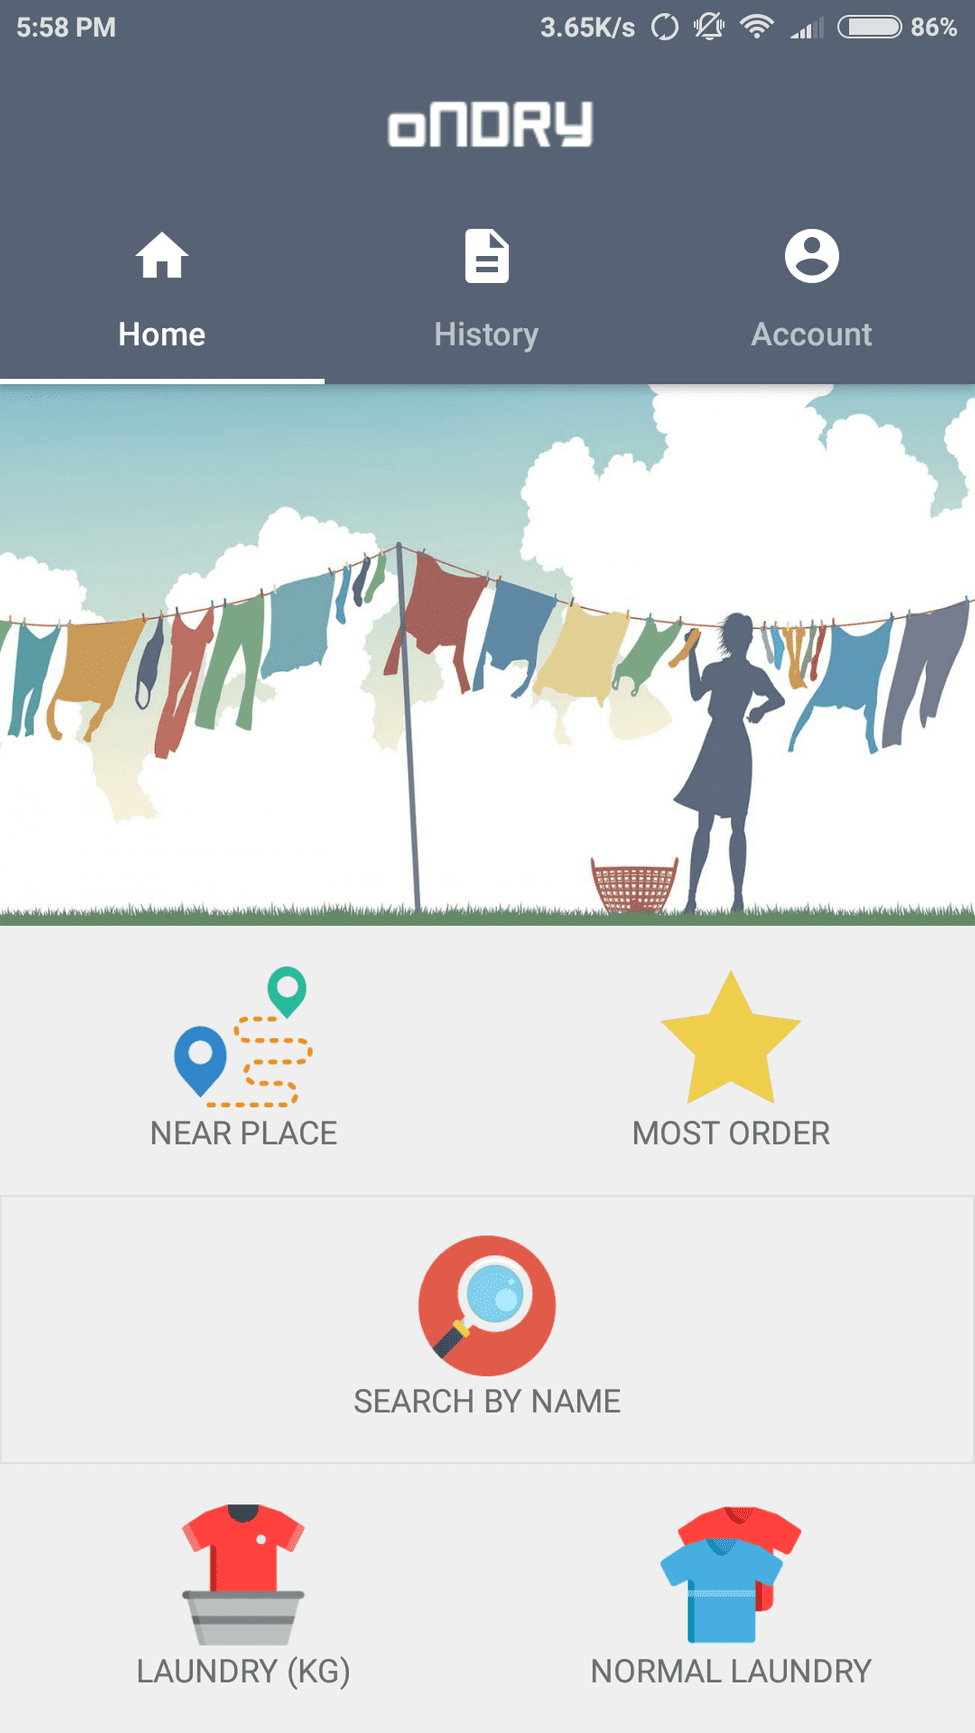 5:58 PM 3.65K/s 86%
oNDRY
Home History Account
NEAR PLACE MOST ORDER
SEARCH BY NAME
LAUNDRY (KG) NORMAL LAUNDRY